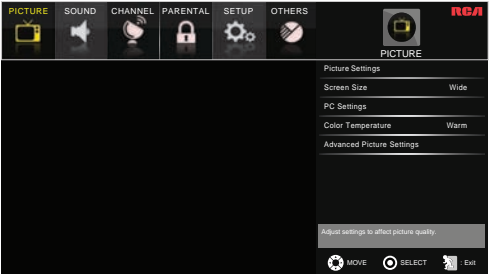 PICTURE SOUND CHANNEL PARENTAL SETUP OTHERS
RCA
PICTURE
Picture Settings
Screen Size Wide
PC Settings
Color Temperature Warm
Advanced Picture Settings
Adjust settings to affect picture quality.
MOVE SELECT : Exit